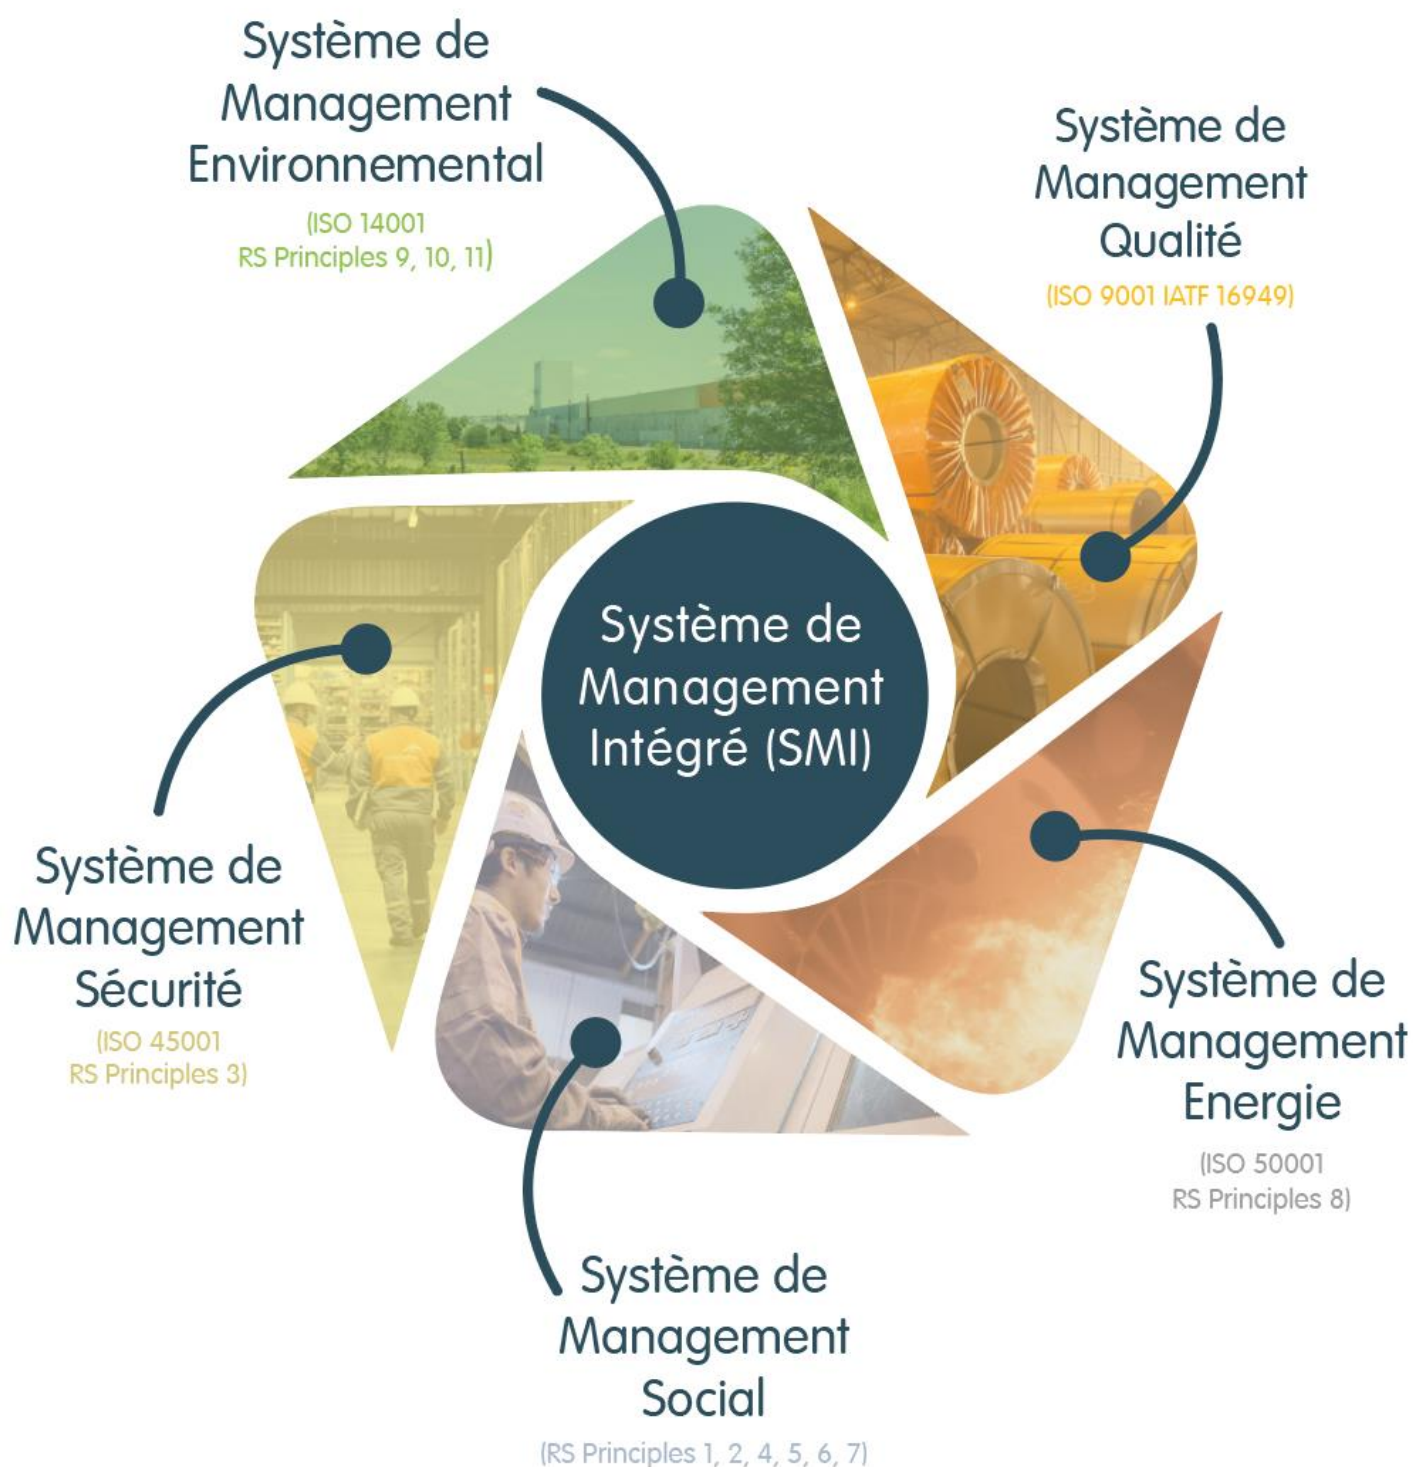 Système de
Management
Environnemental
(ISO 14001
RS Principles 9, 10, 11)
Système de
Management
Qualité
(ISO 9001 IATF 16949)
Système de
Management
Intégré (SMI)
Système de
Management
Sécurité
(ISO 45001
RS Principles 3)
Système de
Management
Energie
(ISO 50001
RS Principles 8)
Système de
Management
Social
(RS Principles 1, 2, 4, 5, 6, 7)